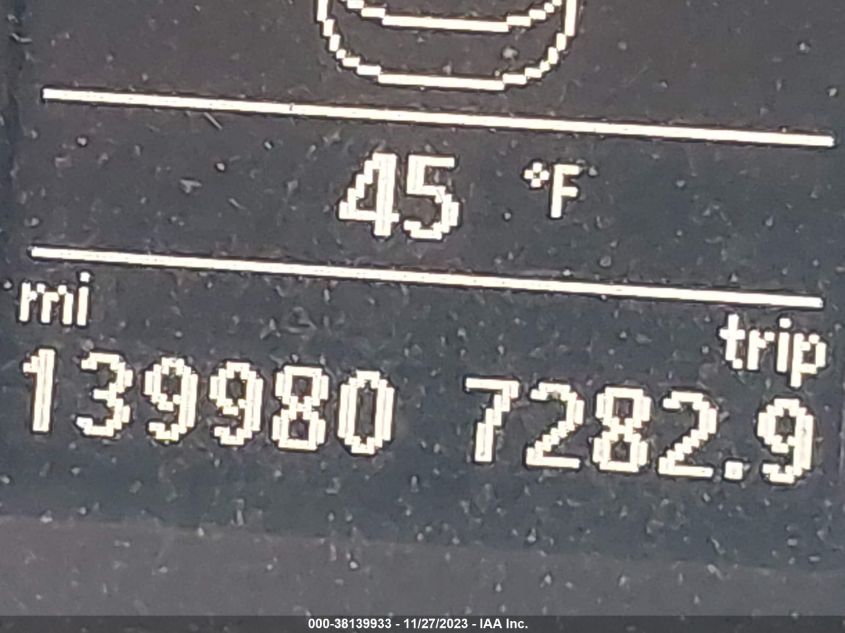 45 °F
mi trip
139980 7282.9
000-38139933 - 11/27/2023 - IAA Inc.